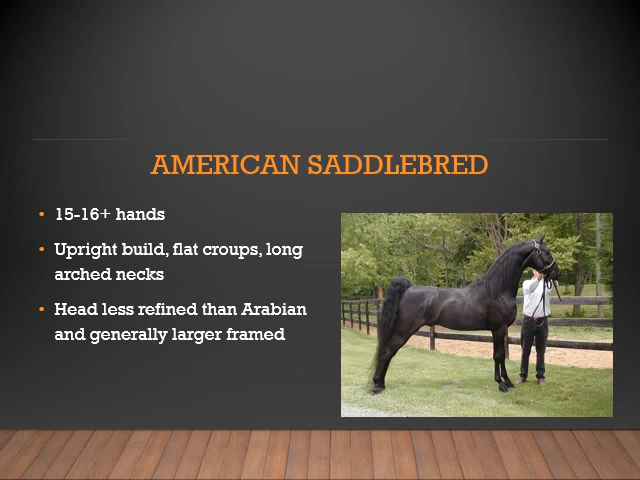 AMERICAN SADDLEBRED
• 15-16+ hands
• Upright build, flat croups, long
arched necks
• Head less refined than Arabian
and generally larger framed